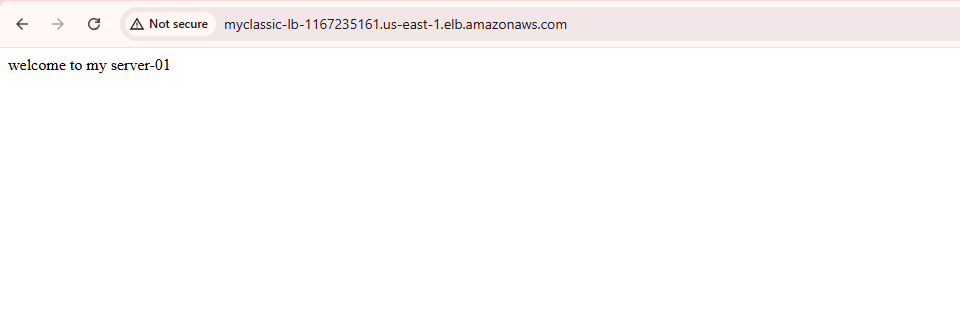 Not secure myclassic-lb-1167235161.us-east-1.elb.amazonaws.com
welcome to my server-01